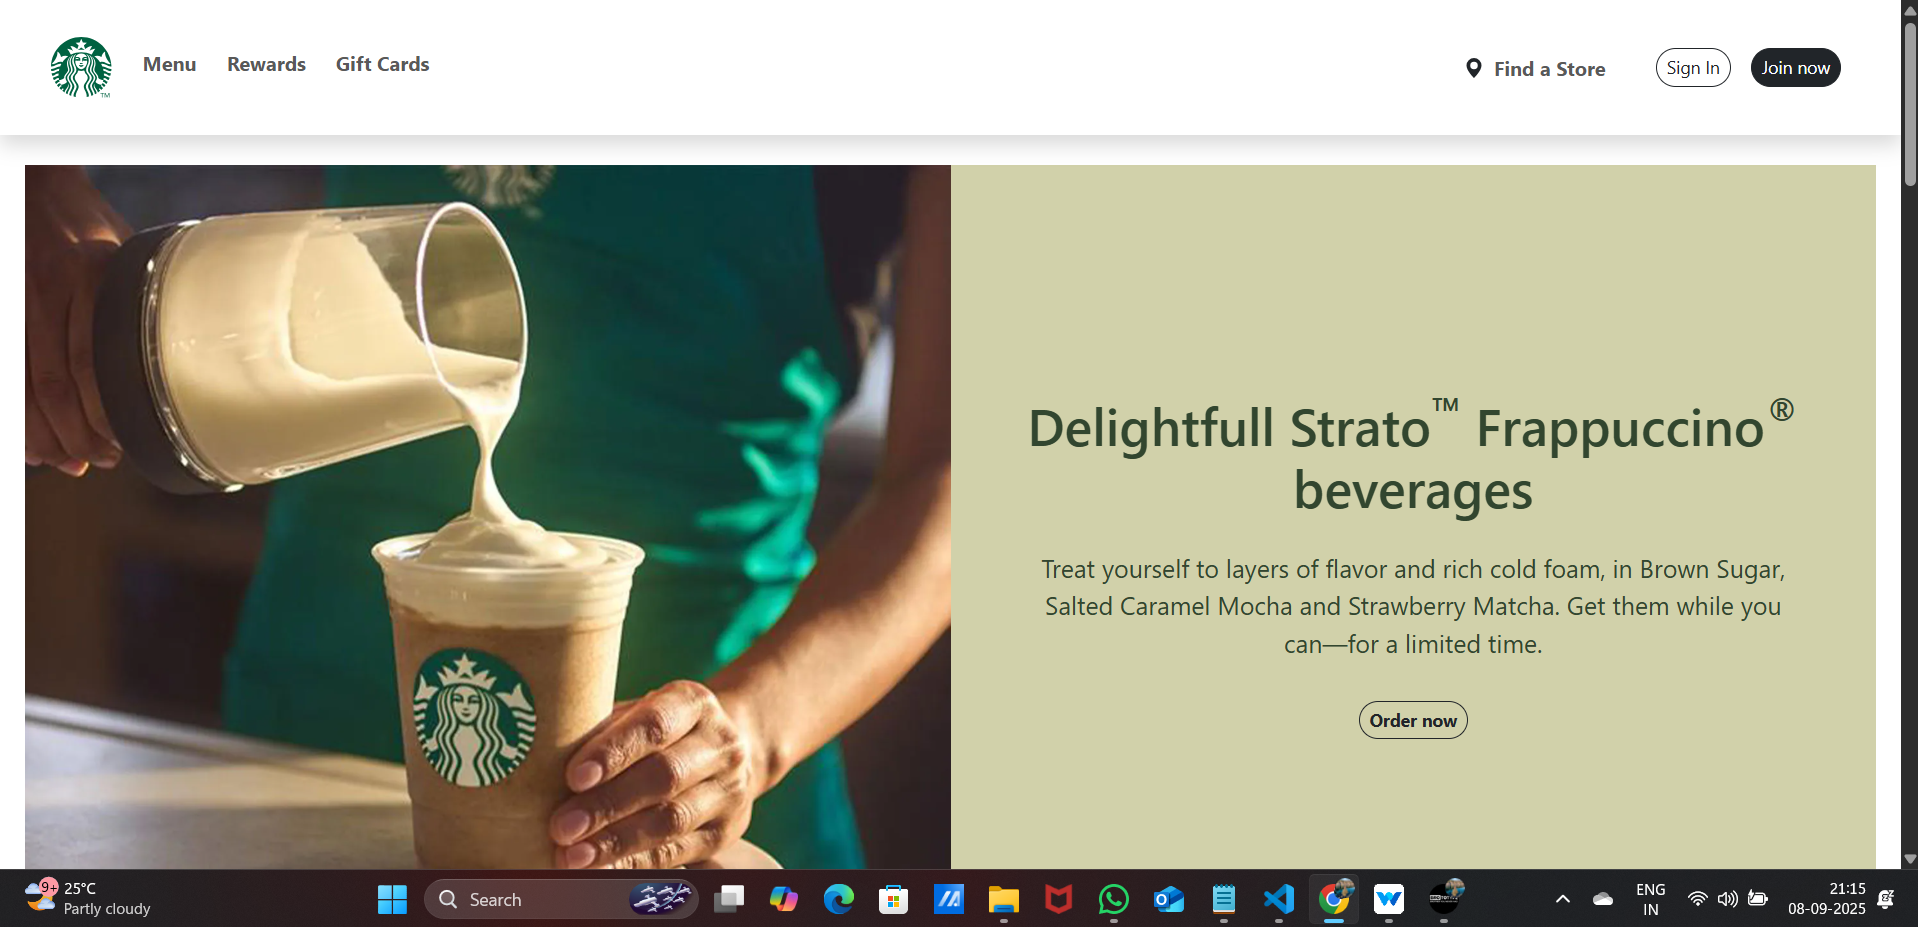 Menu Rewards Gift Cards Find a Store Sign In Join now
TM
Delightfull Strato™ Frappuccino®
beverages
Treat yourself to layers of flavor and rich cold foam, in Brown Sugar,
Salted Caramel Mocha and Strawberry Matcha. Get them while you
can—for a limited time.
Order now
9+ 25°C
Partly cloudy
Search
ENG
IN
21:15
08-09-2025